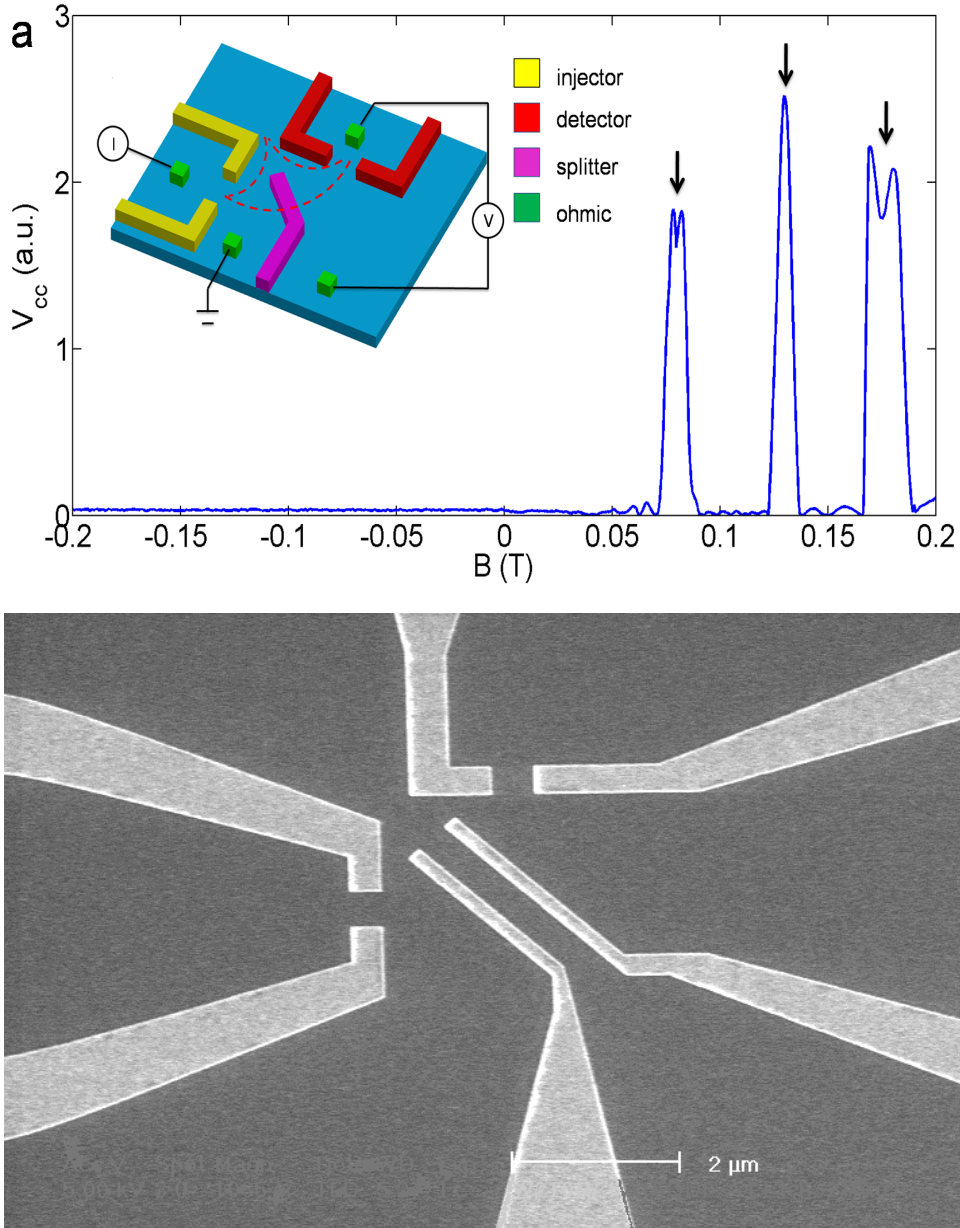 a
3
2
1
0
V_cc (a.u.)
I
V
injector
detector
splitter
ohmic
-0.2 -0.15 -0.1 -0.05 0 0.05 0.1 0.15 0.2
B (T)
2 µm